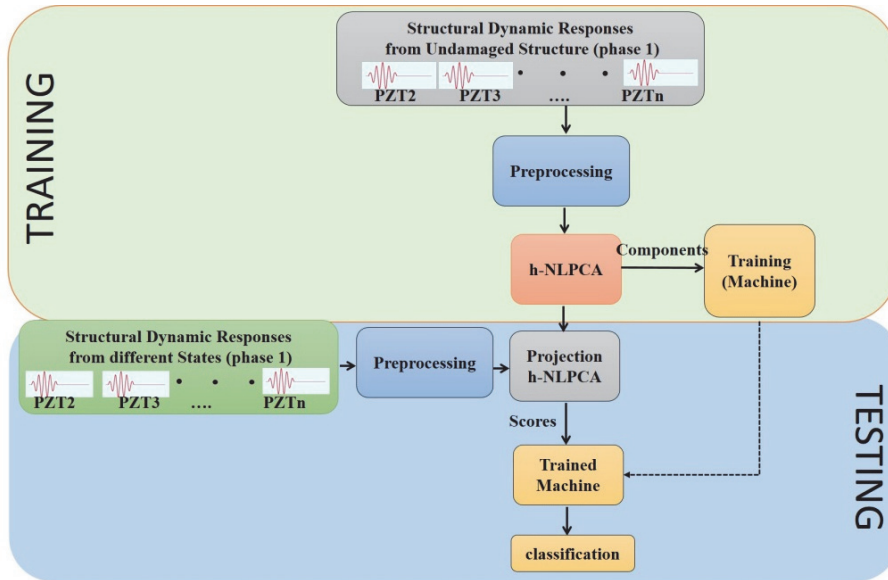 TRAINING
Structural Dynamic Responses
from Undamaged Structure (phase 1)
PZT2 PZT3 .... PZTn
Preprocessing
h-NLPCA
Components
Training
(Machine)
Structural Dynamic Responses
from different States (phase 1)
PZT2 PZT3 .... PZTn
Preprocessing
Projection
h-NLPCA
Scores
Trained
Machine
classification
TESTING